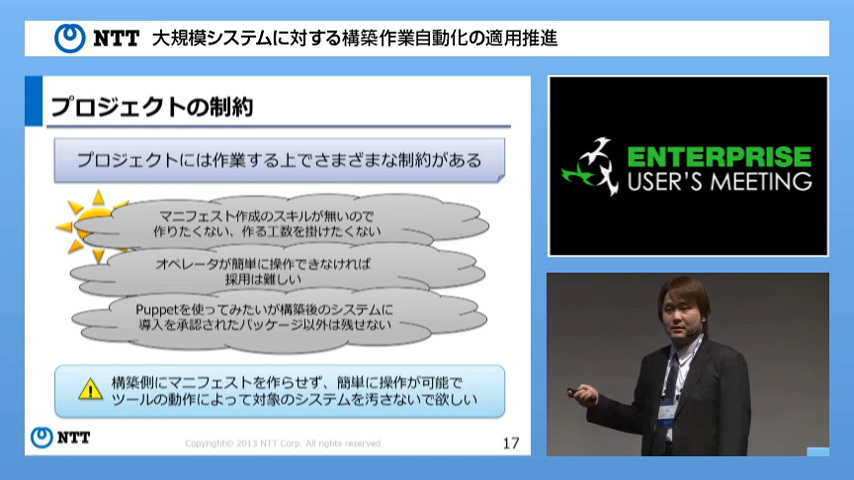 NTT 大規模システムに対する構築作業自動化の適用推進
プロジェクトの制約
プロジェクトには作業する上でさまざまな制約がある
マニフェスト作成のスキルが無いので
作りたくない、作る工数を掛けたくない
オペレータが簡単に操作できなければ
採用は難しい
Puppetを使ってみたいが構築後のシステムに
導入を承認されたパッケージ以外は残せない
構築側にマニフェストを作らせず、簡単に操作が可能で
ツールの動作によって対象のシステムを汚さないで欲しい
NTT
Copyright© 2013 NTT Corp. All rights reserved.
17
ENTERPRISE
USER'S MEETING